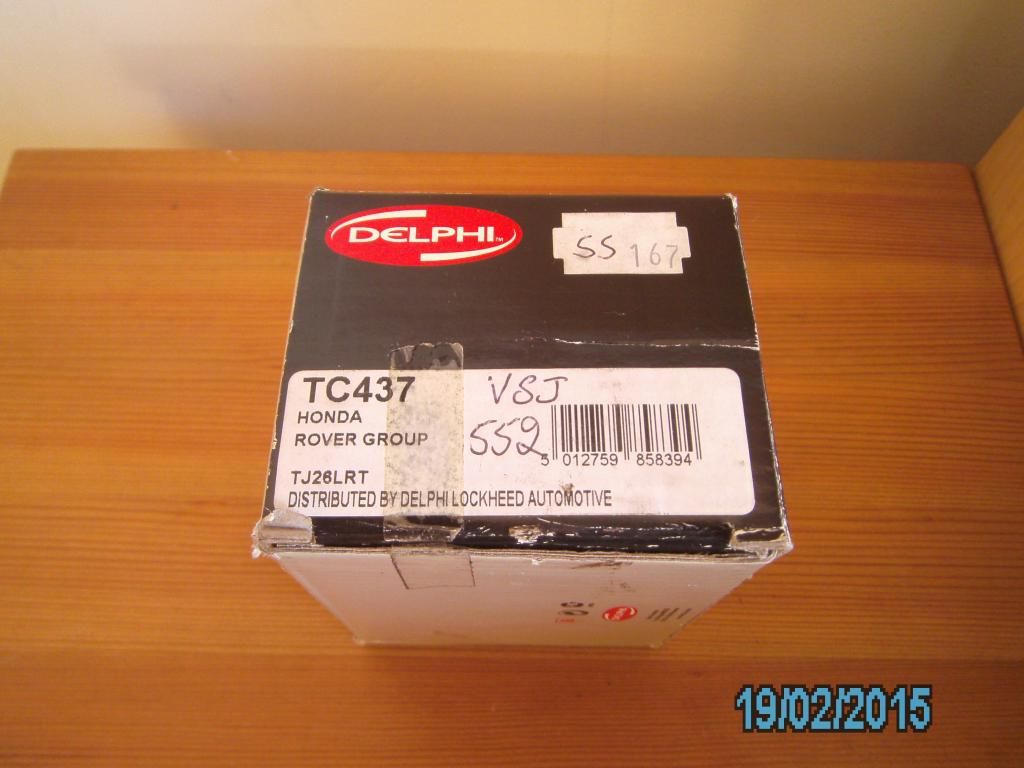 DELPHI™
SS 167
TC437
VSJ
HONDA
ROVER GROUP
552
5 012759 858394
TJ26LRT
DISTRIBUTED BY DELPHI LOCKHEED AUTOMOTIVE
19/02/2015